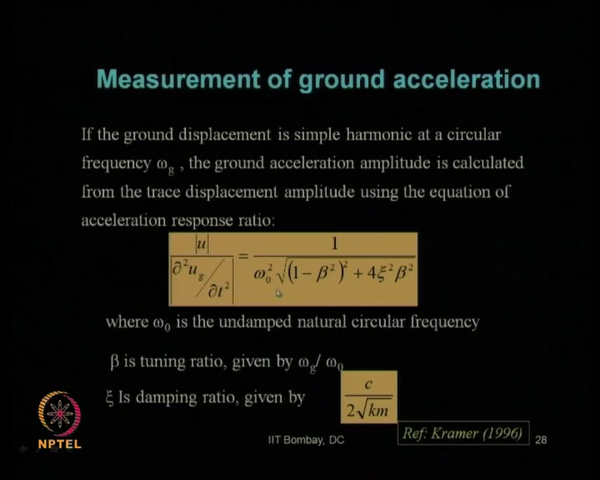 Measurement of ground acceleration
If the ground displacement is simple harmonic at a circular
frequency ωg , the ground acceleration amplitude is calculated
from the trace displacement amplitude using the equation of
acceleration response ratio:
|u| / |∂²ug/∂t²| = 1 / ω₀²√((1 − β²)² + 4ξ²β²)
where ω₀ is the undamped natural circular frequency
β is tuning ratio, given by ωg/ ω₀
ξ Is damping ratio, given by c / 2√km
NPTEL
IIT Bombay, DC
Ref: Kramer (1996)
28